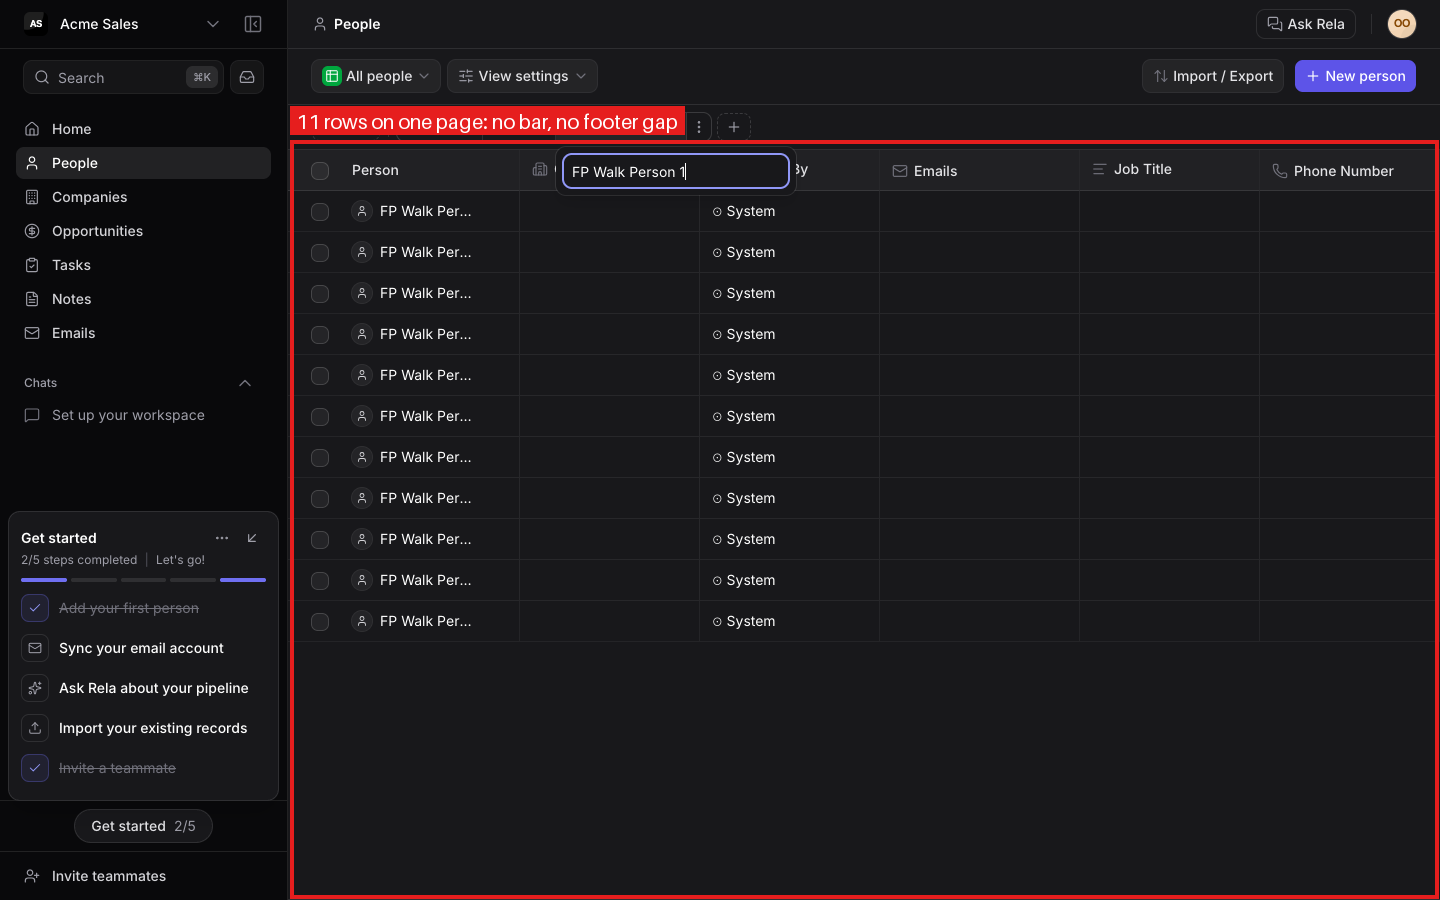 AS Acme Sales
People
Ask Rela
OO
Search ⌘K
All people
View settings
Import / Export
+ New person
11 rows on one page: no bar, no footer gap
Home
People
Companies
Opportunities
Tasks
Notes
Emails
Chats
Set up your workspace
Person
FP Walk Person 1
By
Emails
Job Title
Phone Number
FP Walk Per... System
FP Walk Per... System
FP Walk Per... System
FP Walk Per... System
FP Walk Per... System
FP Walk Per... System
FP Walk Per... System
FP Walk Per... System
FP Walk Per... System
FP Walk Per... System
FP Walk Per... System
Get started
2/5 steps completed | Let's go!
Add your first person
Sync your email account
Ask Rela about your pipeline
Import your existing records
Invite a teammate
Get started 2/5
Invite teammates